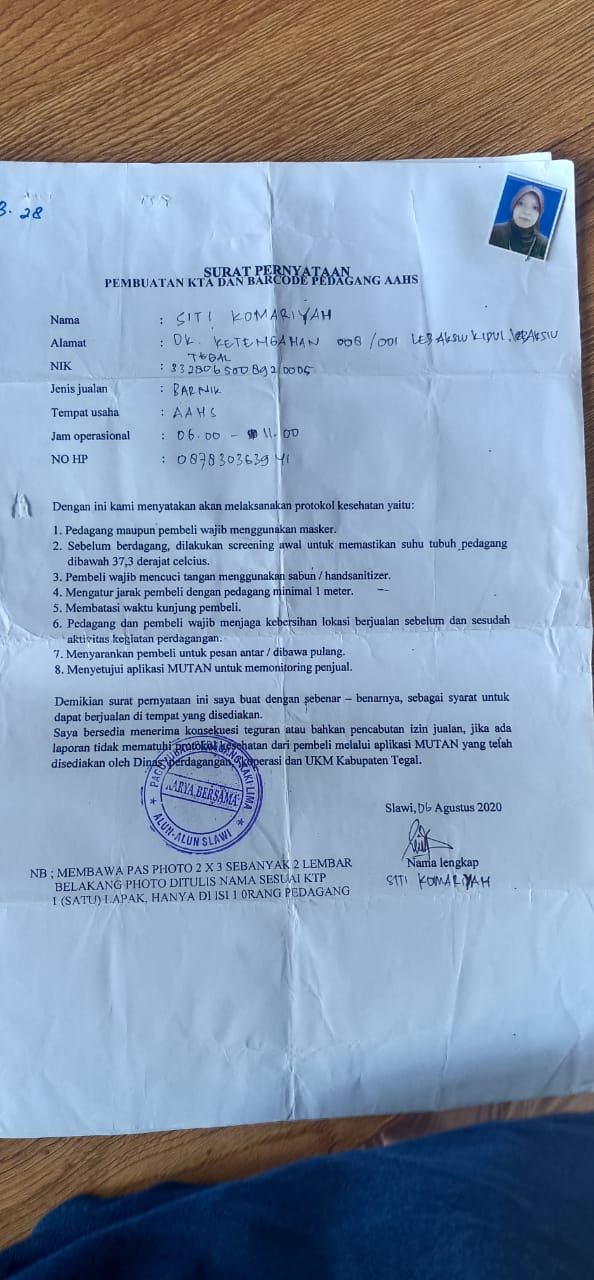 B. 28
SURAT PERNYATAAN
PEMBUATAN KTA DAN BARCODE PEDAGANG AAHS
Nama : SITI KOMARIYAH
Alamat : DK. KETENGAHAN 008/001 LEBAKSIU KIDUL. LEBAKSIU
TEGAL
NIK : 3328065008920005
Jenis jualan : BARNIK
Tempat usaha : AAHS
Jam operasional : 06.00 - 11.00
NO HP : 087830363941
Dengan ini kami menyatakan akan melaksanakan protokol kesehatan yaitu:
1. Pedagang maupun pembeli wajib menggunakan masker.
2. Sebelum berdagang, dilakukan screening awal untuk memastikan suhu tubuh pedagang
dibawah 37,3 derajat celcius.
3. Pembeli wajib mencuci tangan menggunakan sabun / handsanitizer.
4. Mengatur jarak pembeli dengan pedagang minimal 1 meter.
5. Membatasi waktu kunjung pembeli.
6. Pedagang dan pembeli wajib menjaga kebersihan lokasi berjualan sebelum dan sesudah
aktivitas kegiatan perdagangan.
7. Menyarankan pembeli untuk pesan antar / dibawa pulang.
8. Menyetujui aplikasi MUTAN untuk memonitoring penjual.
Demikian surat pernyataan ini saya buat dengan sebenar – benarnya, sebagai syarat untuk
dapat berjualan di tempat yang disediakan.
Saya bersedia menerima konsekuesi teguran atau bahkan pencabutan izin jualan, jika ada
laporan tidak mematuhi protokol kesehatan dari pembeli melalui aplikasi MUTAN yang telah
disediakan oleh Dinas perdagangan, Koperasi dan UKM Kabupaten Tegal.
KAKI LIMA
KARYA BERSAMA
ALUN-ALUN SLAWI
Slawi, 06 Agustus 2020
Nama lengkap
SITI KOMARIYAH
NB ; MEMBAWA PAS PHOTO 2 X 3 SEBANYAK 2 LEMBAR
BELAKANG PHOTO DITULIS NAMA SESUAI KTP
1 (SATU) LAPAK, HANYA DI ISI 1 0RANG PEDAGANG